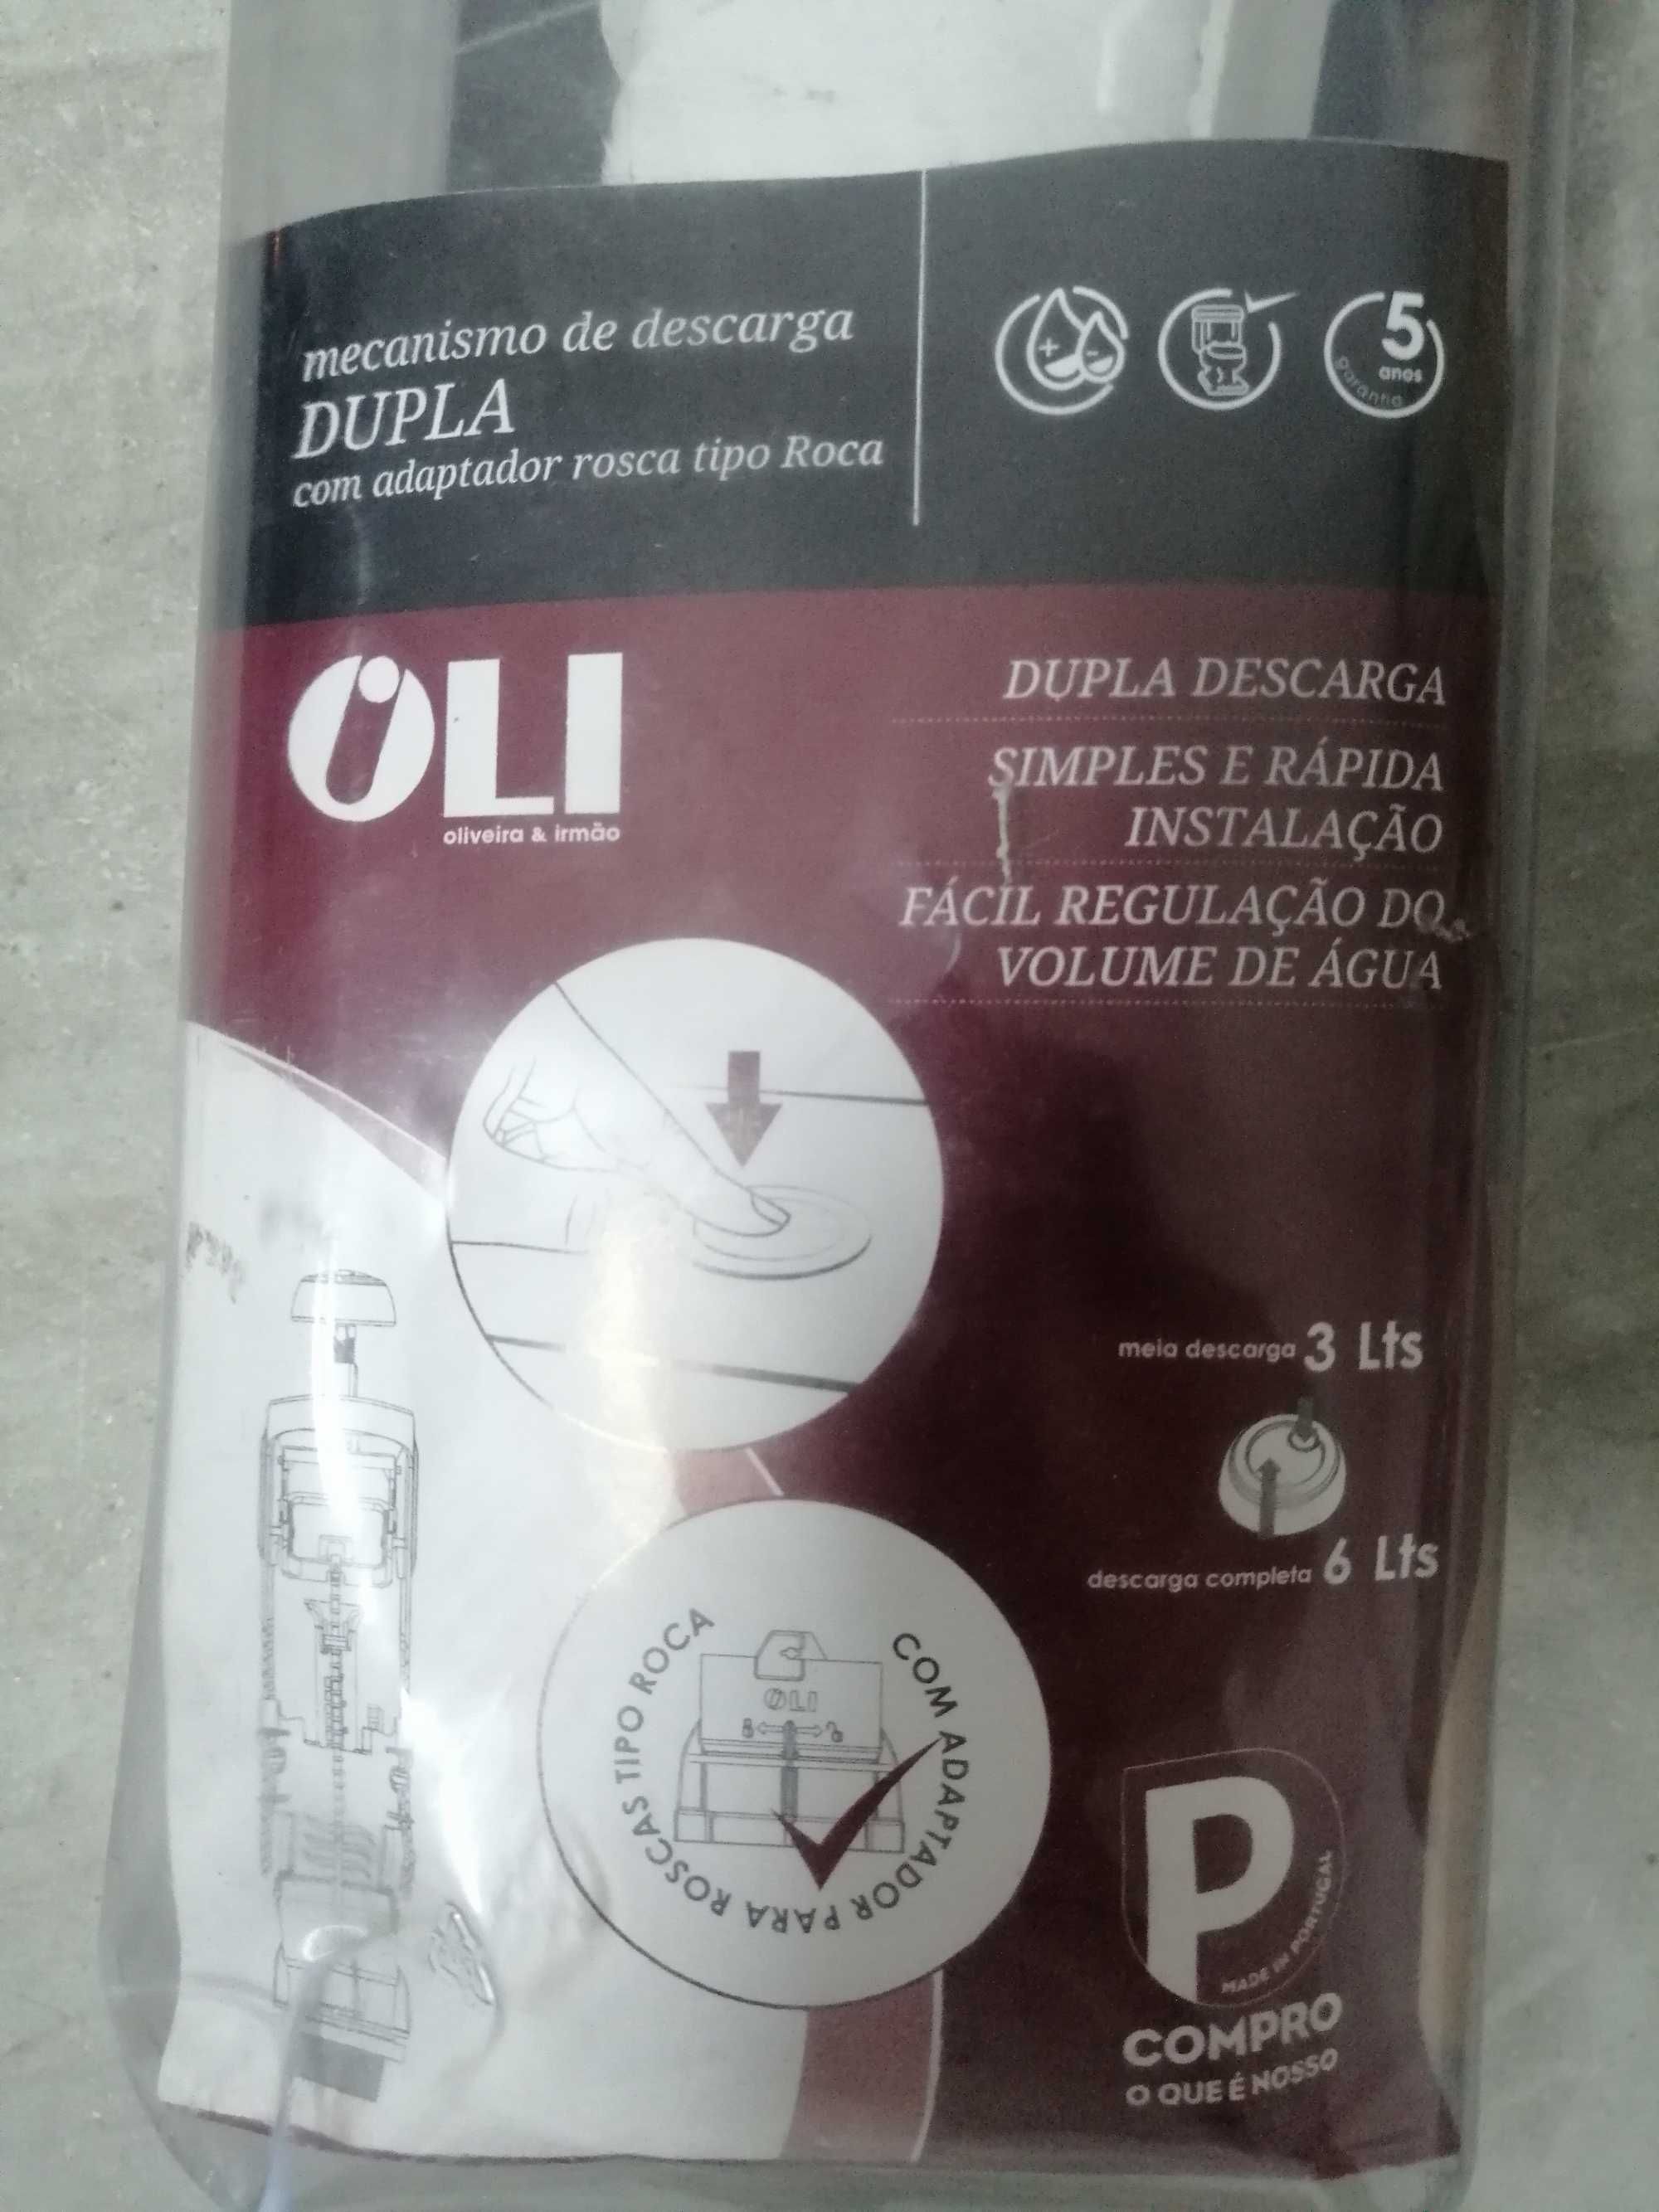 mecanismo de descarga
DUPLA
com adaptador rosca tipo Roca
5
anos
garantia
OLI
oliveira & irmão
DUPLA DESCARGA
SIMPLES E RÁPIDA
INSTALAÇÃO
FÁCIL REGULAÇÃO DO
VOLUME DE ÁGUA
meia descarga 3 Lts
descarga completa 6 Lts
COM ADAPTADOR PARA ROSCAS TIPO ROCA
OLI
P
MADE IN PORTUGAL
COMPRO
O QUE É NOSSO